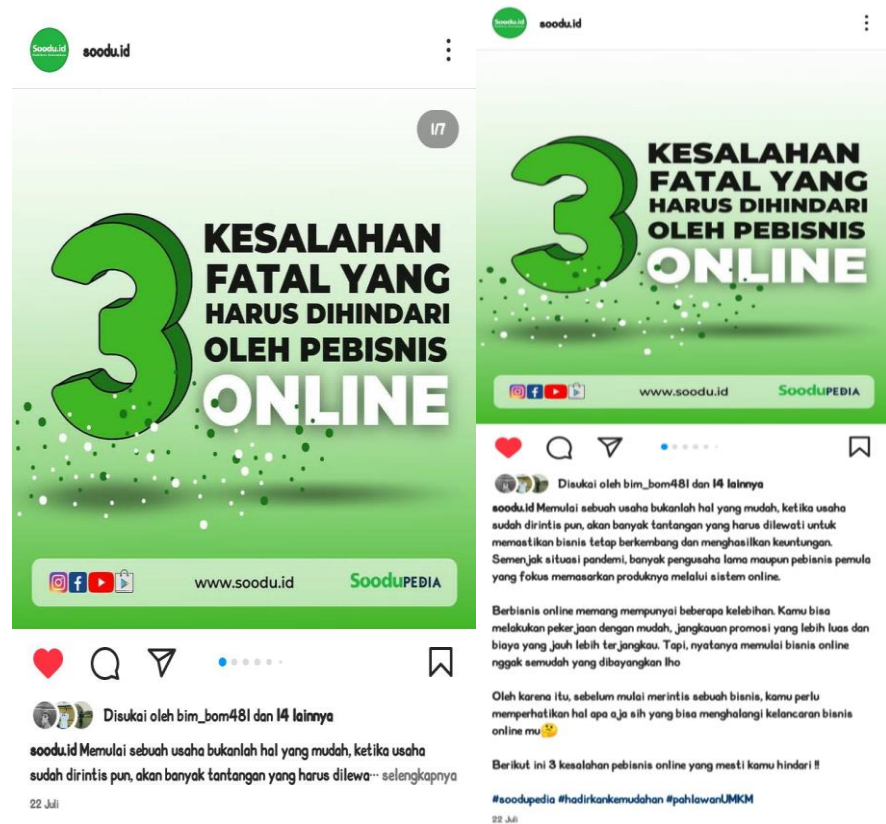 Soodu.id
soodu.id
1/7
3
KESALAHAN
FATAL YANG
HARUS DIHINDARI
OLEH PEBISNIS
ONLINE
www.soodu.id
SooduPEDIA
Disukai oleh bim_bom481 dan 14 lainnya
soodu.id Memulai sebuah usaha bukanlah hal yang mudah, ketika usaha
sudah dirintis pun, akan banyak tantangan yang harus dilewa... selengkapnya
22 Juli
Soodu.id
soodu.id
3
KESALAHAN
FATAL YANG
HARUS DIHINDARI
OLEH PEBISNIS
ONLINE
www.soodu.id
SooduPEDIA
Disukai oleh bim_bom481 dan 14 lainnya
soodu.id Memulai sebuah usaha bukanlah hal yang mudah, ketika usaha
sudah dirintis pun, akan banyak tantangan yang harus dilewati untuk
memastikan bisnis tetap berkembang dan menghasilkan keuntungan.
Semenjak situasi pandemi, banyak pengusaha lama maupun pebisnis pemula
yang fokus memasarkan produknya melalui sistem online.
Berbisnis online memang mempunyai beberapa kelebihan. Kamu bisa
melakukan pekerjaan dengan mudah, jangkauan promosi yang lebih luas dan
biaya yang jauh lebih terjangkau. Tapi, nyatanya memulai bisnis online
nggak semudah yang dibayangkan lho
Oleh karena itu, sebelum mulai merintis sebuah bisnis, kamu perlu
memperhatikan hal apa aja sih yang bisa menghalangi kelancaran bisnis
online mu🤔
Berikut ini 3 kesalahan pebisnis online yang mesti kamu hindari !!
#soodupedia #hadirkankemudahan #pahlawanUMKM
22 Juli